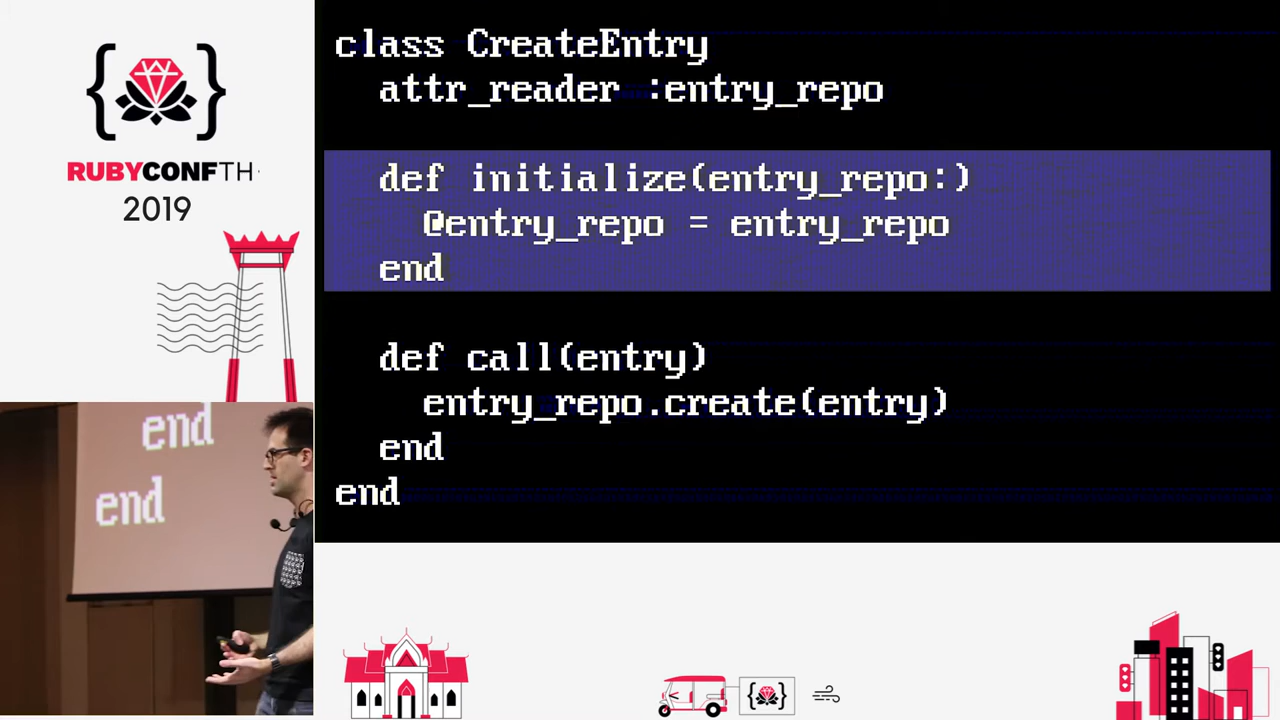 RUBYCONFTH
2019
class CreateEntry
  attr_reader :entry_repo
  def initialize(entry_repo:)
    @entry_repo = entry_repo
  end
  def call(entry)
    entry_repo.create(entry)
  end
end
end
end